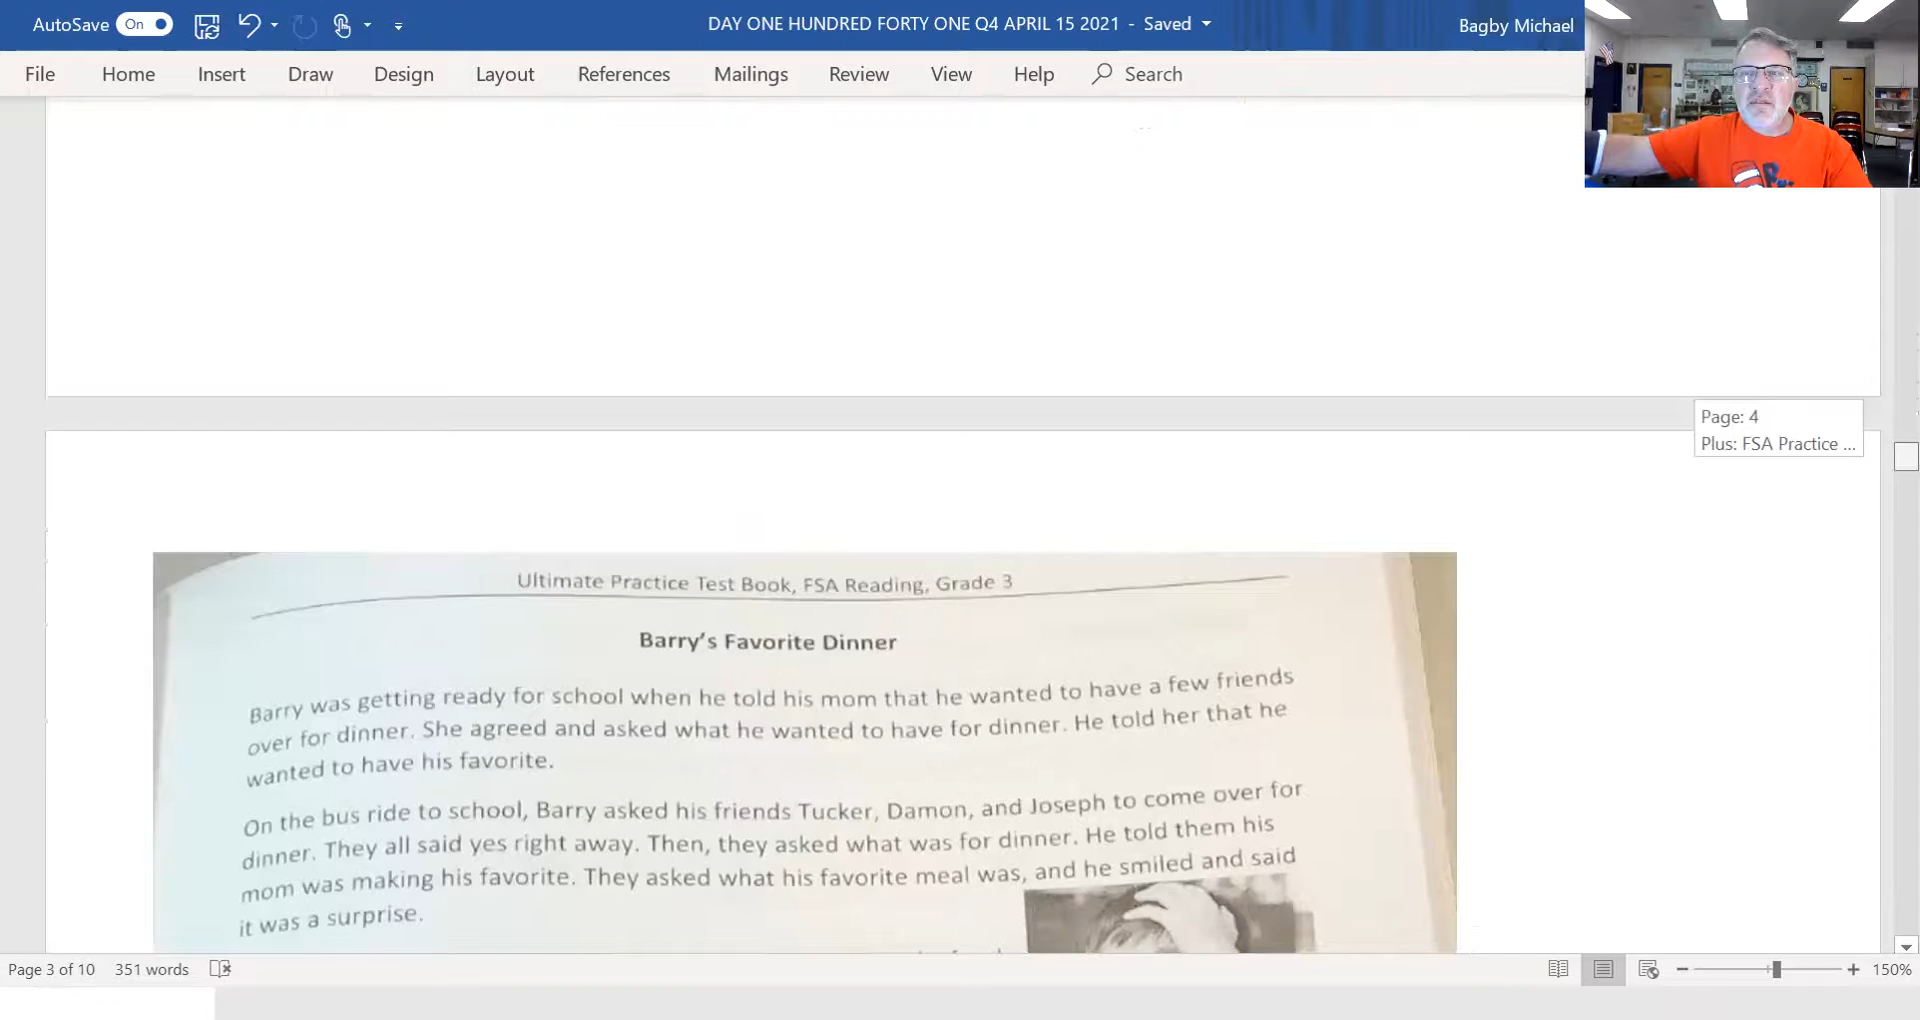 AutoSave On
DAY ONE HUNDRED FORTY ONE Q4 APRIL 15 2021 - Saved
Bagby Michael
File Home Insert Draw Design Layout References Mailings Review View Help Search
Page: 4
Plus: FSA Practice ...
Ultimate Practice Test Book, FSA Reading, Grade 3
Barry's Favorite Dinner
Barry was getting ready for school when he told his mom that he wanted to have a few friends
over for dinner. She agreed and asked what he wanted to have for dinner. He told her that he
wanted to have his favorite.
On the bus ride to school, Barry asked his friends Tucker, Damon, and Joseph to come over for
dinner. They all said yes right away. Then, they asked what was for dinner. He told them his
mom was making his favorite. They asked what his favorite meal was, and he smiled and said
it was a surprise.
Page 3 of 10 351 words
150%